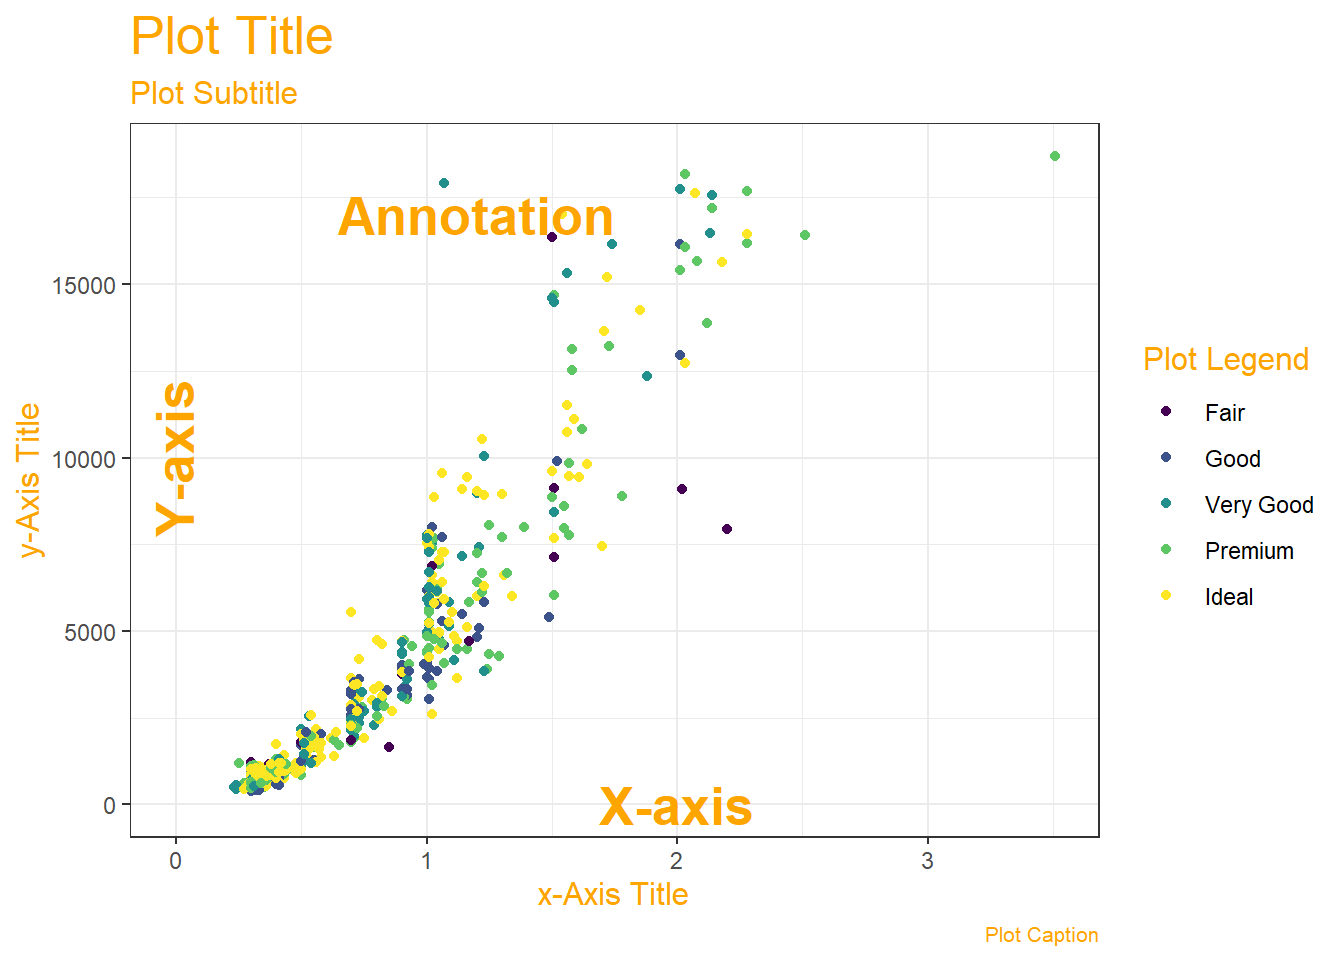 Plot Title
Plot Subtitle
Annotation
15000
10000
5000
0
y-Axis Title
Y-axis
X-axis
0 1 2 3
x-Axis Title
Plot Caption
Plot Legend
Fair
Good
Very Good
Premium
Ideal